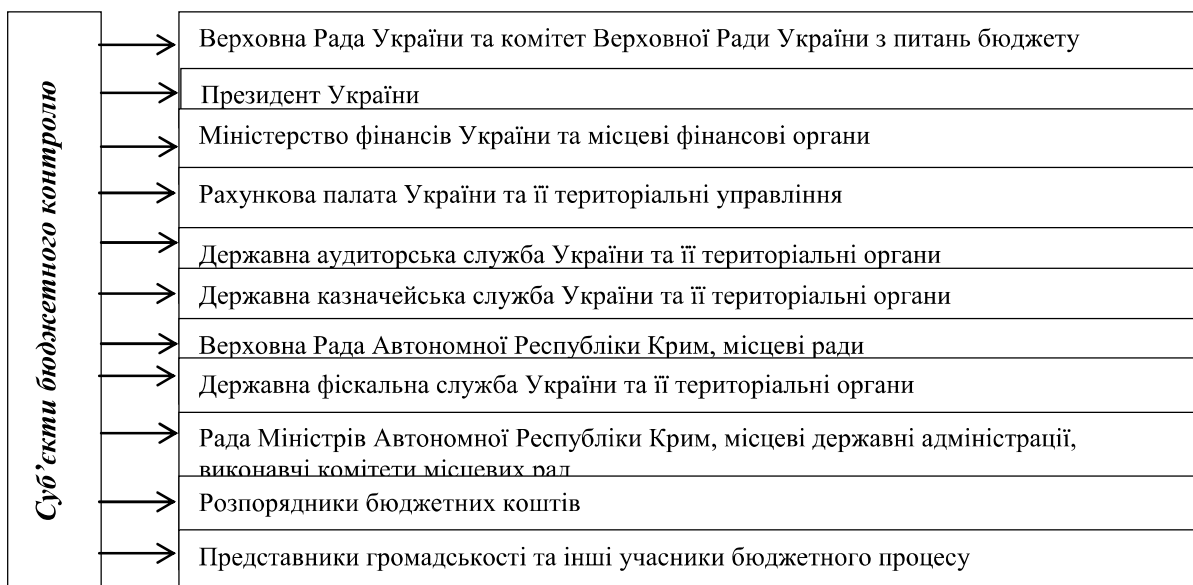 Суб’єкти бюджетного контролю
Верховна Рада України та комітет Верховної Ради України з питань бюджету
Президент України
Міністерство фінансів України та місцеві фінансові органи
Рахункова палата України та її територіальні управління
Державна аудиторська служба України та її територіальні органи
Державна казначейська служба України та її територіальні органи
Верховна Рада Автономної Республіки Крим, місцеві ради
Державна фіскальна служба України та її територіальні органи
Рада Міністрів Автономної Республіки Крим, місцеві державні адміністрації,
виконавчі комітети місцевих рад
Розпорядники бюджетних коштів
Представники громадськості та інші учасники бюджетного процесу